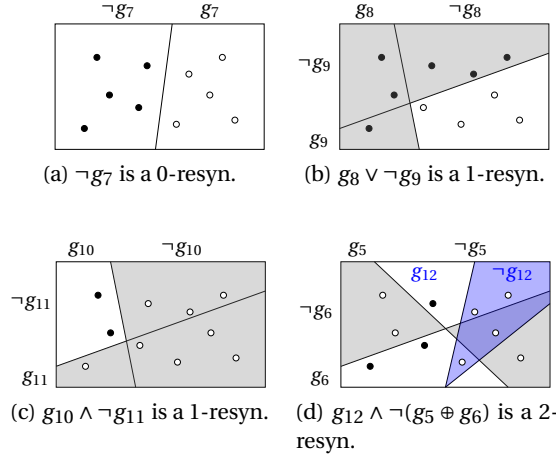 ¬g7 g7
(a) ¬g7 is a 0-resyn.
g8 ¬g8
¬g9
g9
(b) g8 ∨ ¬g9 is a 1-resyn.
g10 ¬g10
¬g11
g11
(c) g10 ∧ ¬g11 is a 1-resyn.
g5 ¬g5
g12 ¬g12
¬g6
g6
(d) g12 ∧ ¬(g5 ⊕ g6) is a 2-
resyn.